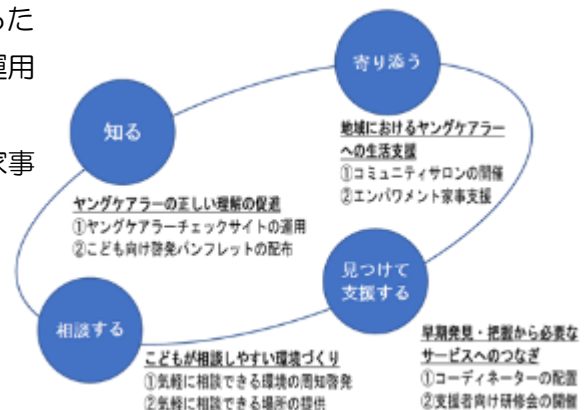 った
運用
家事
寄り添う
地域におけるヤングケアラー
への生活支援
①コミュニティサロンの開催
②エンパワメント家事支援
知る
ヤングケアラーの正しい理解の促進
①ヤングケアラーチェックサイトの運用
②こども向け啓発パンフレットの配布
見つけて
支援する
早期発見・把握から必要な
サービスへのつなぎ
①コーディネーターの配置
②支援者向け研修会の開催
相談する
こどもが相談しやすい環境づくり
①気軽に相談できる環境の周知啓発
②気軽に相談できる場所の提供